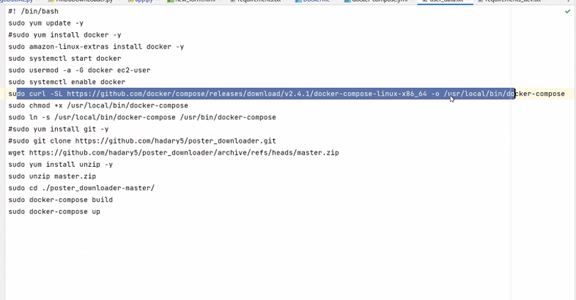 #! /bin/bash
sudo yum update -y
#sudo yum install docker -y
sudo amazon-linux-extras install docker -y
sudo systemctl start docker
sudo usermod -a -G docker ec2-user
sudo systemctl enable docker
sudo curl -SL https://github.com/docker/compose/releases/download/v2.4.1/docker-compose-linux-x86_64 -o /usr/local/bin/docker-compose
sudo chmod +x /usr/local/bin/docker-compose
sudo ln -s /usr/local/bin/docker-compose /usr/bin/docker-compose
#sudo yum install git -y
#sudo git clone https://github.com/hadary5/poster_downloader.git
wget https://github.com/hadary5/poster_downloader/archive/refs/heads/master.zip
sudo yum install unzip -y
sudo unzip master.zip
sudo cd ./poster_downloader-master/
sudo docker-compose build
sudo docker-compose up